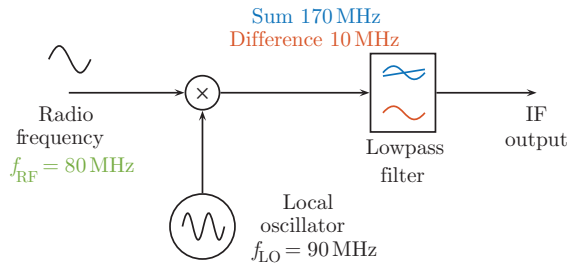 Sum 170 MHz
Difference 10 MHz
×
Radio
frequency
f_RF = 80 MHz
Lowpass
filter
IF
output
Local
oscillator
f_LO = 90 MHz